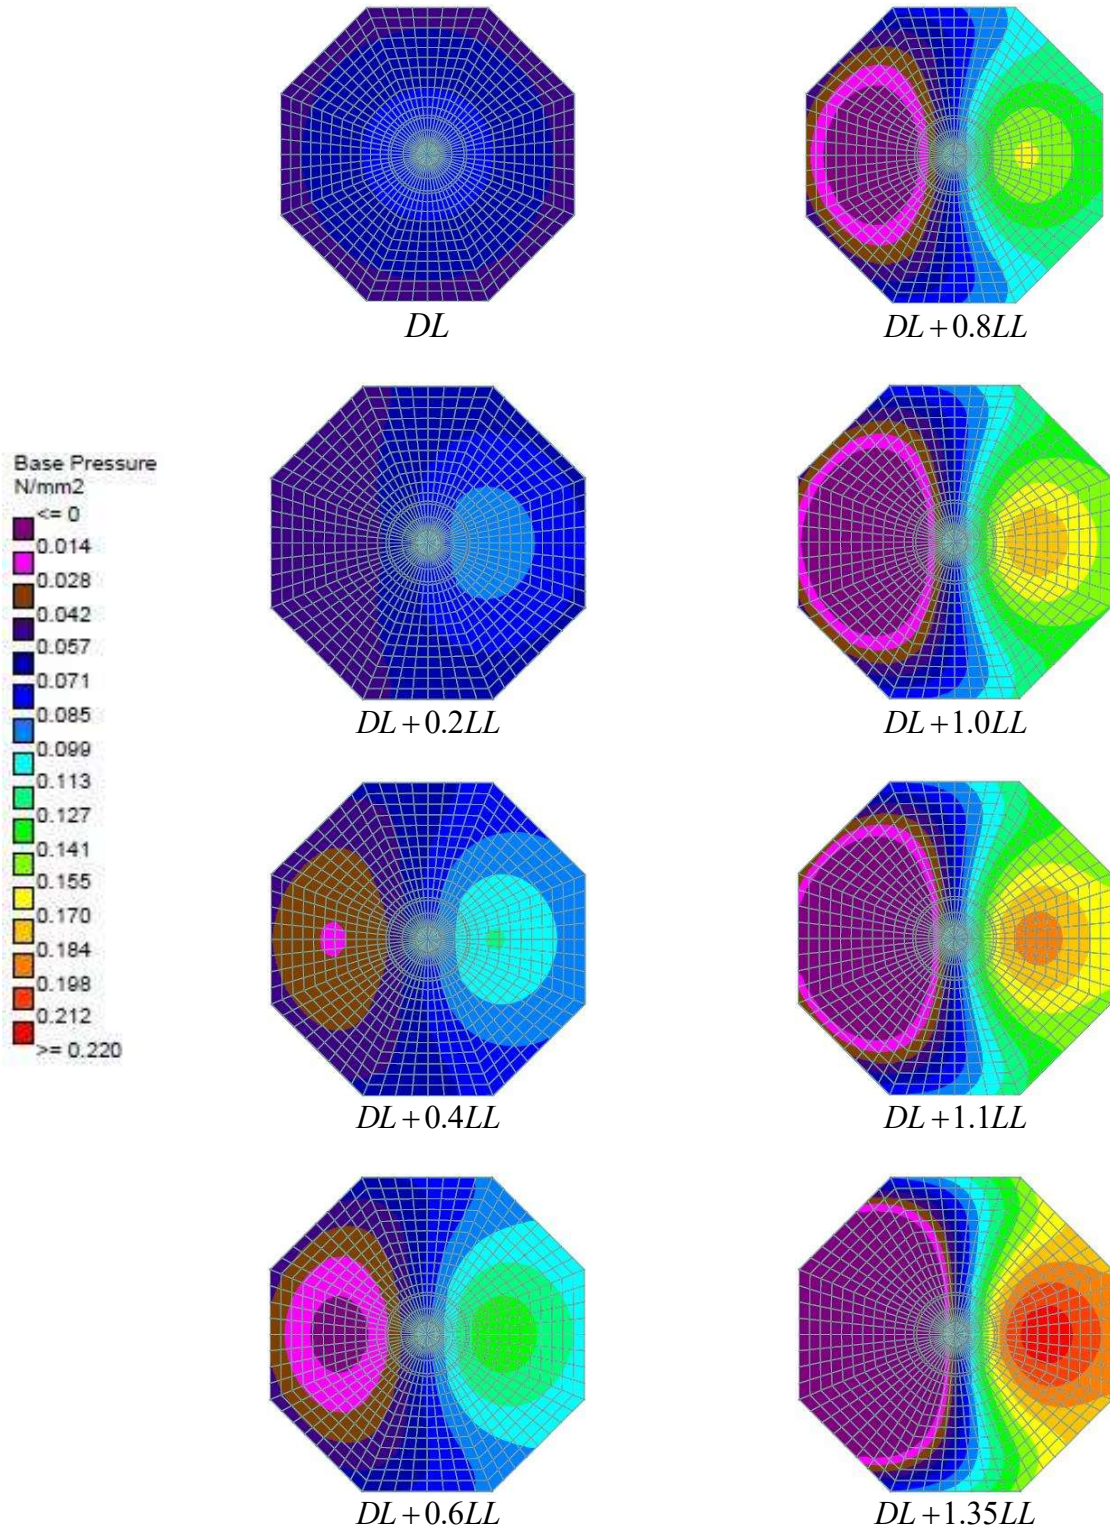 DL
DL+0.8LL
Base Pressure
N/mm2
<= 0
0.014
0.028
0.042
0.057
0.071
0.085
0.099
0.113
0.127
0.141
0.155
0.170
0.184
0.198
0.212
>= 0.220
DL+0.2LL
DL+1.0LL
DL+0.4LL
DL+1.1LL
DL+0.6LL
DL+1.35LL